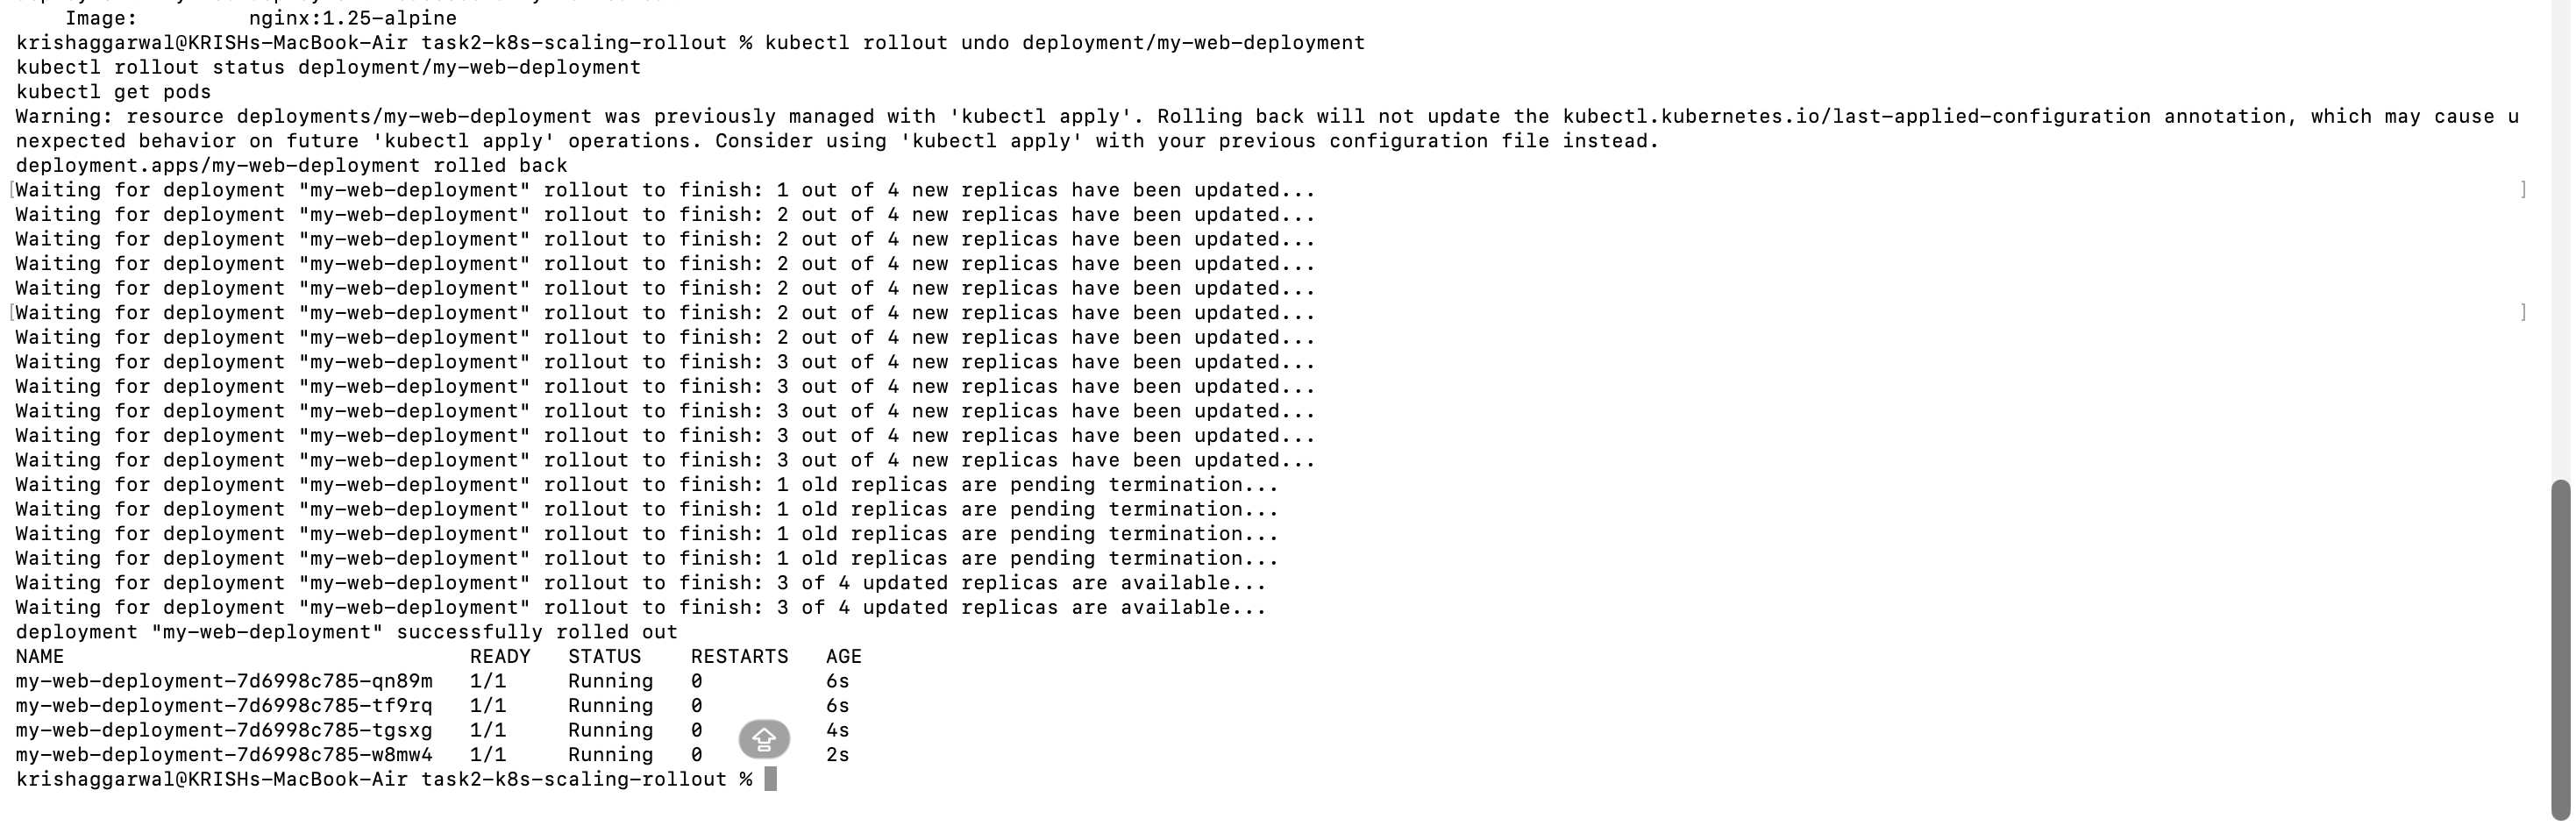 Image:         nginx:1.25-alpine
krishaggarwal@KRISHs-MacBook-Air task2-k8s-scaling-rollout % kubectl rollout undo deployment/my-web-deployment
kubectl rollout status deployment/my-web-deployment
kubectl get pods
Warning: resource deployments/my-web-deployment was previously managed with 'kubectl apply'. Rolling back will not update the kubectl.kubernetes.io/last-applied-configuration annotation, which may cause u
nexpected behavior on future 'kubectl apply' operations. Consider using 'kubectl apply' with your previous configuration file instead.
deployment.apps/my-web-deployment rolled back
[Waiting for deployment "my-web-deployment" rollout to finish: 1 out of 4 new replicas have been updated... ]
Waiting for deployment "my-web-deployment" rollout to finish: 2 out of 4 new replicas have been updated...
Waiting for deployment "my-web-deployment" rollout to finish: 2 out of 4 new replicas have been updated...
Waiting for deployment "my-web-deployment" rollout to finish: 2 out of 4 new replicas have been updated...
Waiting for deployment "my-web-deployment" rollout to finish: 2 out of 4 new replicas have been updated...
[Waiting for deployment "my-web-deployment" rollout to finish: 2 out of 4 new replicas have been updated... ]
Waiting for deployment "my-web-deployment" rollout to finish: 2 out of 4 new replicas have been updated...
Waiting for deployment "my-web-deployment" rollout to finish: 3 out of 4 new replicas have been updated...
Waiting for deployment "my-web-deployment" rollout to finish: 3 out of 4 new replicas have been updated...
Waiting for deployment "my-web-deployment" rollout to finish: 3 out of 4 new replicas have been updated...
Waiting for deployment "my-web-deployment" rollout to finish: 3 out of 4 new replicas have been updated...
Waiting for deployment "my-web-deployment" rollout to finish: 3 out of 4 new replicas have been updated...
Waiting for deployment "my-web-deployment" rollout to finish: 1 old replicas are pending termination...
Waiting for deployment "my-web-deployment" rollout to finish: 1 old replicas are pending termination...
Waiting for deployment "my-web-deployment" rollout to finish: 1 old replicas are pending termination...
Waiting for deployment "my-web-deployment" rollout to finish: 1 old replicas are pending termination...
Waiting for deployment "my-web-deployment" rollout to finish: 3 of 4 updated replicas are available...
Waiting for deployment "my-web-deployment" rollout to finish: 3 of 4 updated replicas are available...
deployment "my-web-deployment" successfully rolled out
NAME                                 READY   STATUS    RESTARTS   AGE
my-web-deployment-7d6998c785-qn89m   1/1     Running   0          6s
my-web-deployment-7d6998c785-tf9rq   1/1     Running   0          6s
my-web-deployment-7d6998c785-tgsxg   1/1     Running   0          4s
my-web-deployment-7d6998c785-w8mw4   1/1     Running   0          2s
krishaggarwal@KRISHs-MacBook-Air task2-k8s-scaling-rollout %